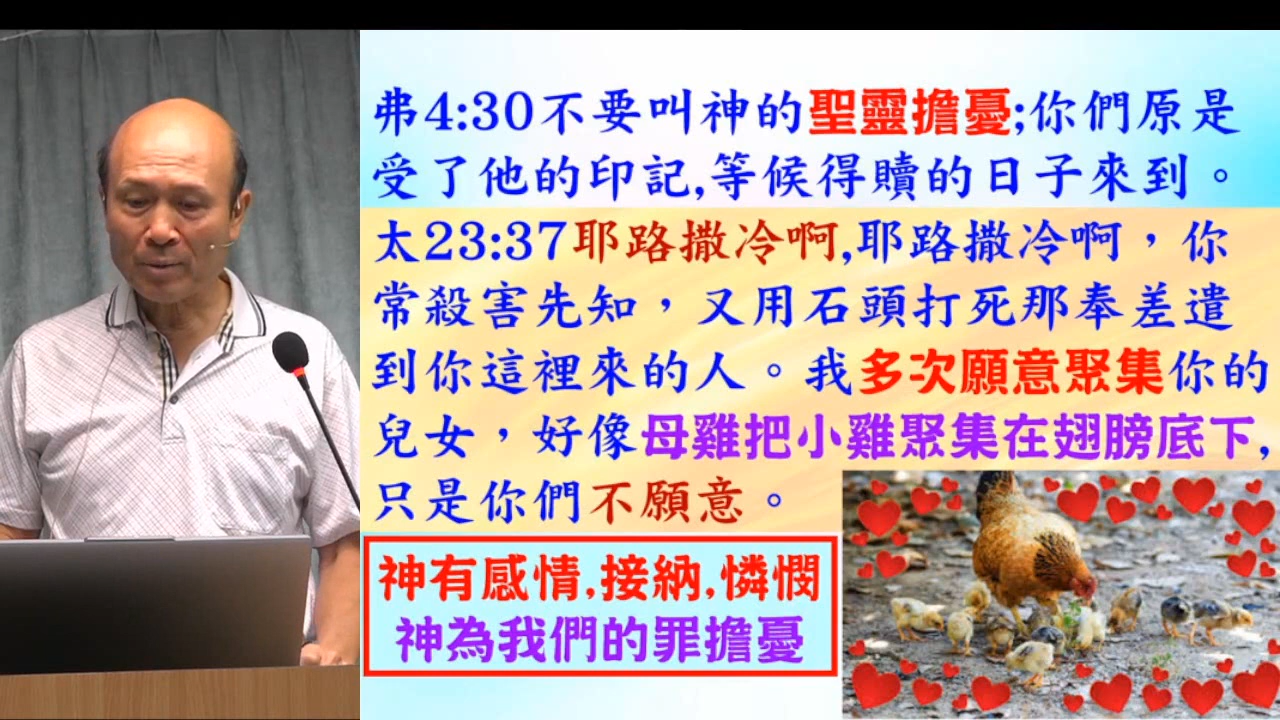 弗4:30不要叫神的聖靈擔憂;你們原是
受了他的印記,等候得贖的日子來到。
太23:37耶路撒冷啊,耶路撒冷啊，你
常殺害先知，又用石頭打死那奉差遣
到你這裡來的人。我多次願意聚集你的
兒女，好像母雞把小雞聚集在翅膀底下,
只是你們不願意。
神有感情,接納,憐憫
神為我們的罪擔憂